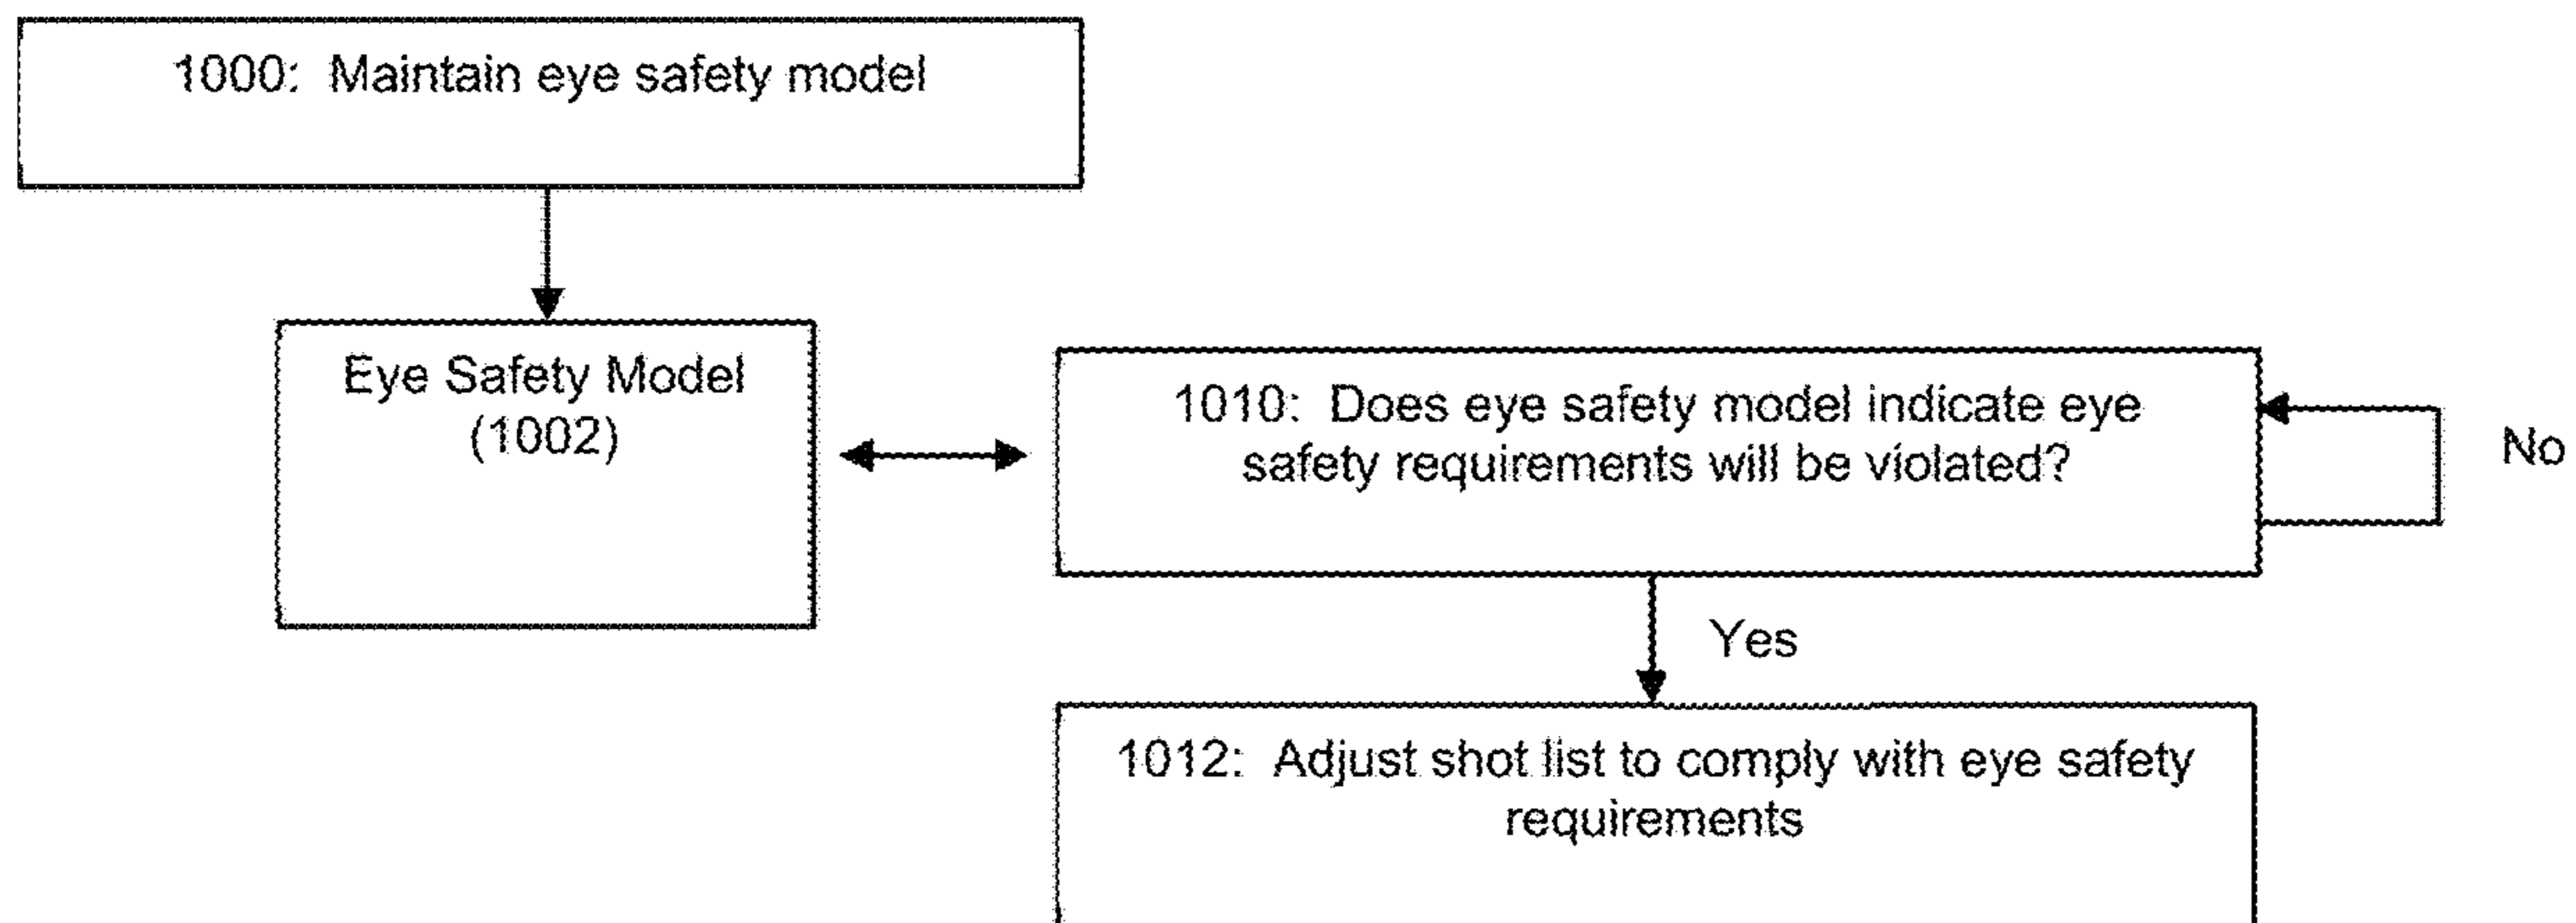 1000: Maintain eye safety model
Eye Safety Model
(1002)
1010: Does eye safety model indicate eye
safety requirements will be violated?
No
Yes
1012: Adjust shot list to comply with eye safety
requirements